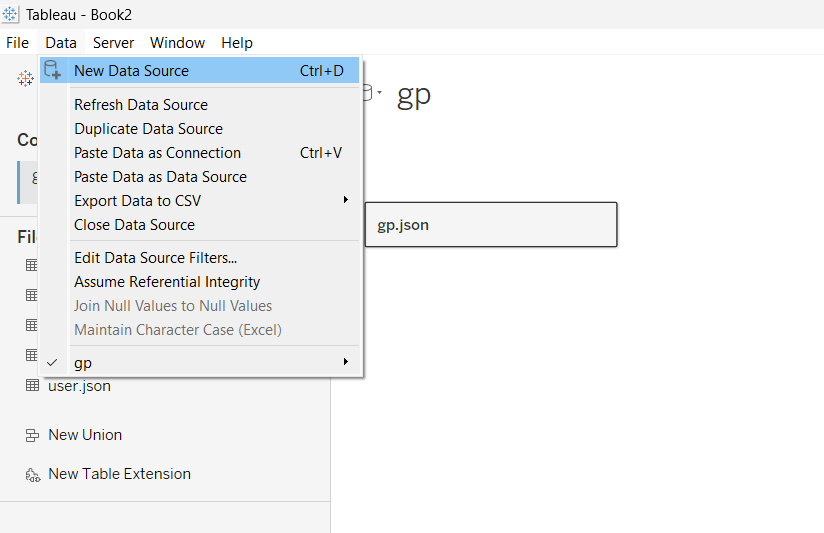 Tableau - Book2
File Data Server Window Help
New Data Source Ctrl+D
Refresh Data Source
Duplicate Data Source
Paste Data as Connection Ctrl+V
Paste Data as Data Source
Export Data to CSV
Close Data Source
Edit Data Source Filters...
Assume Referential Integrity
Join Null Values to Null Values
Maintain Character Case (Excel)
gp
Co
g
Fil
user.json
New Union
New Table Extension
gp
gp.json